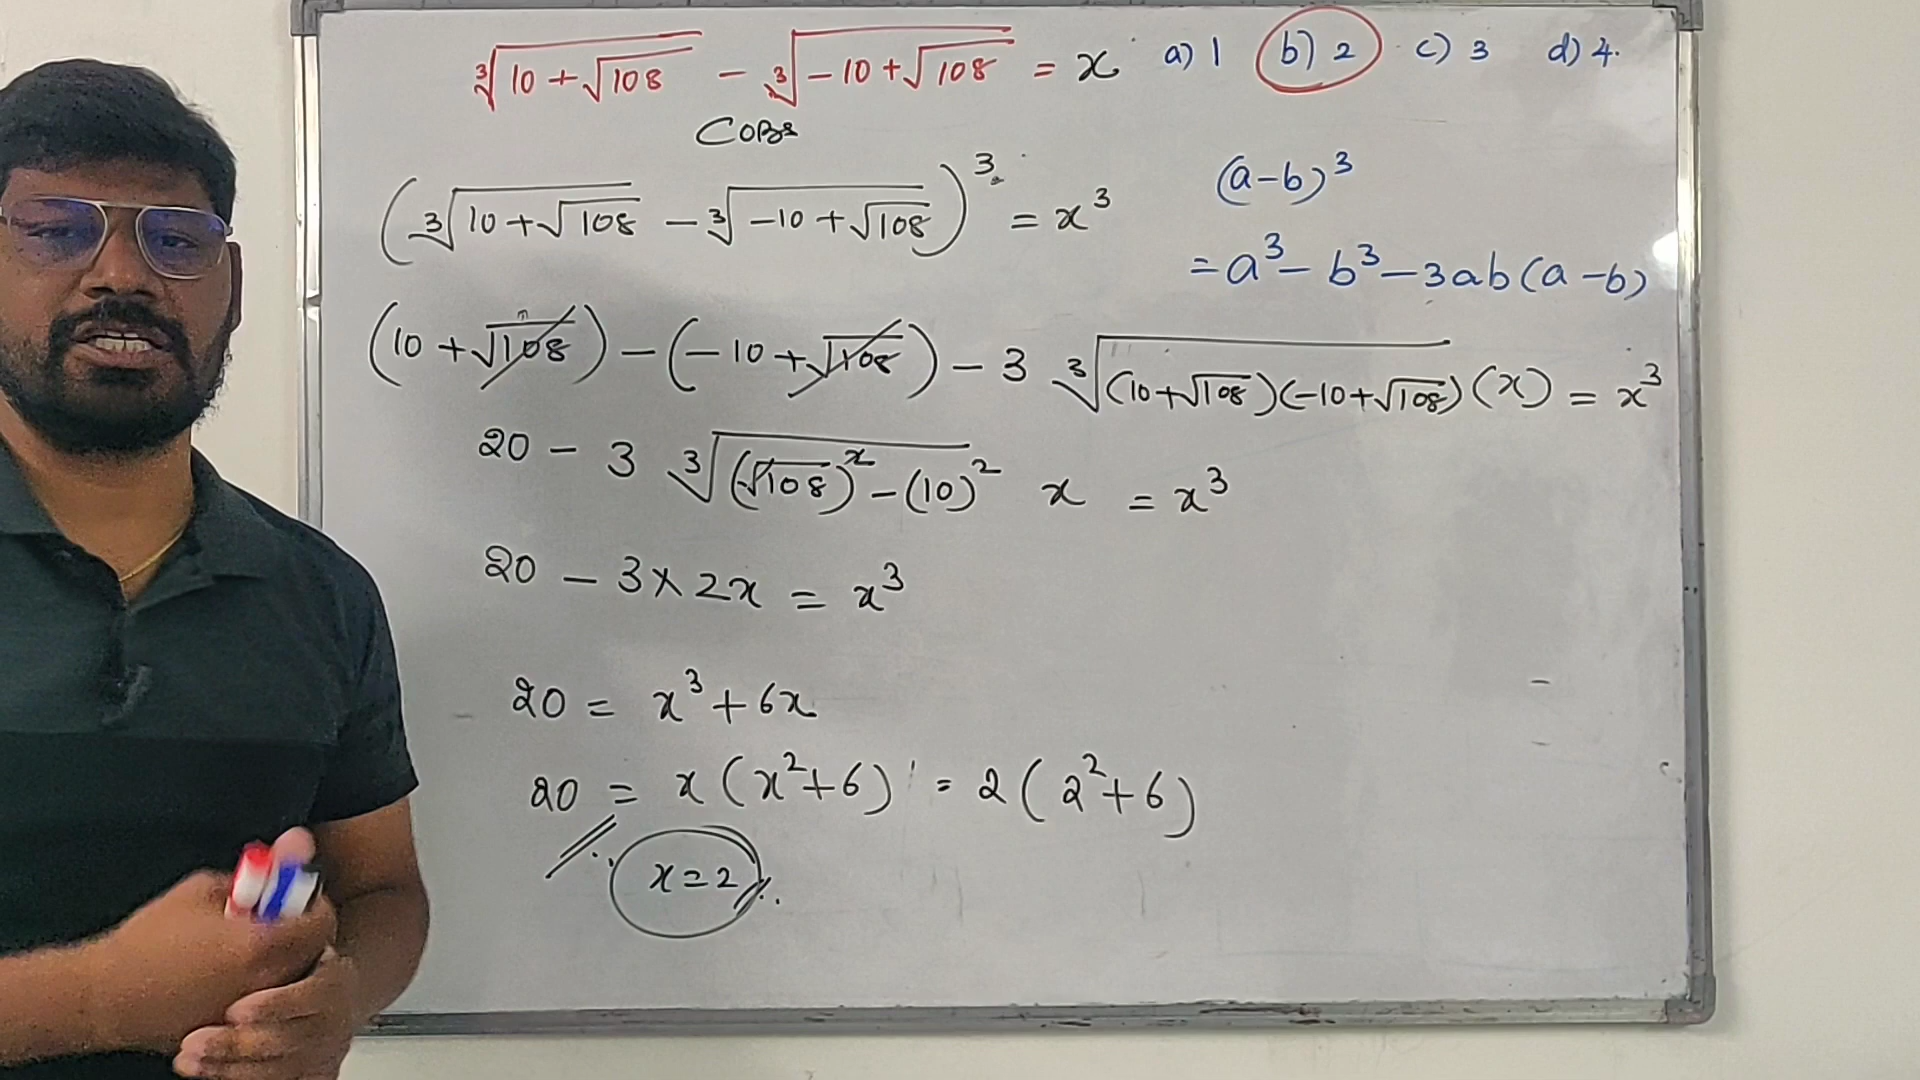 ∛(10 + √108) − ∛(−10 + √108) = x a) 1 b) 2 c) 3 d) 4.
(∛(10 + √108) − ∛(−10 + √108))³ = x³
(a − b)³
= a³ − b³ − 3ab(a − b)
(10 + √108) − (−10 + √108) − 3 ∛((10 + √108)(−10 + √108)) (x) = x³
20 − 3 ∛((√108)² − (10)²) x = x³
20 − 3 × 2x = x³
20 = x³ + 6x
20 = x(x² + 6) = 2(2² + 6)
x = 2